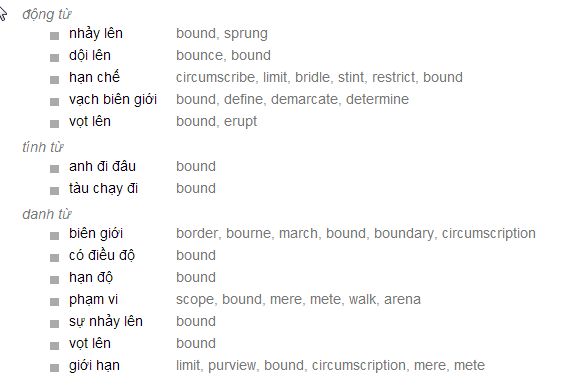 động từ
nhảy lên bound, sprung
dội lên bounce, bound
hạn chế circumscribe, limit, bridle, stint, restrict, bound
vạch biên giới bound, define, demarcate, determine
vọt lên bound, erupt
tính từ
anh đi đâu bound
tàu chạy đi bound
danh từ
biên giới border, bourne, march, bound, boundary, circumscription
có điều độ bound
hạn độ bound
phạm vi scope, bound, mere, mete, walk, arena
sự nhảy lên bound
vọt lên bound
giới hạn limit, purview, bound, circumscription, mere, mete